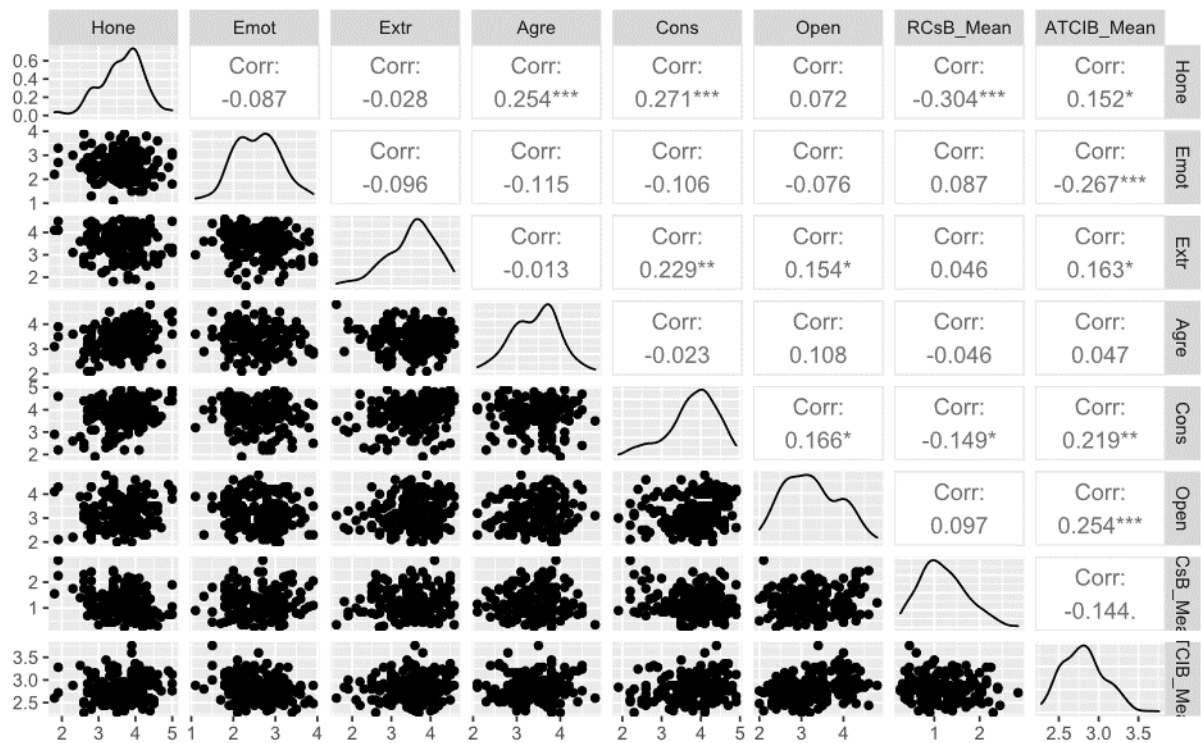 Hone Emot Extr Agre Cons Open RCsB_Mean ATCIB_Mean
0.6
0.4
0.2
0.0
Corr: Corr: Corr: Corr: Corr: Corr: Corr:
-0.087 -0.028 0.254*** 0.271*** 0.072 -0.304*** 0.152*
Hone
4
3
2
1
Corr: Corr: Corr: Corr: Corr: Corr:
-0.096 -0.115 -0.106 -0.076 0.087 -0.267***
Emot
4
3
2
Corr: Corr: Corr: Corr: Corr:
-0.013 0.229** 0.154* 0.046 0.163*
Extr
4
3
2
Corr: Corr: Corr: Corr:
-0.023 0.108 -0.046 0.047
Agre
5
4
3
2
Corr: Corr: Corr:
0.166* -0.149* 0.219**
Cons
4
3
2
Corr: Corr:
0.097 0.254***
Open
2
1
Corr:
-0.144.
CsB_Mea
3.5
3.0
2.5
TCIB_Mea
2 3 4 5 1 2 3 4 2 3 4 2 3 4 2 3 4 5 2 3 4 1 2 2.5 3.0 3.5